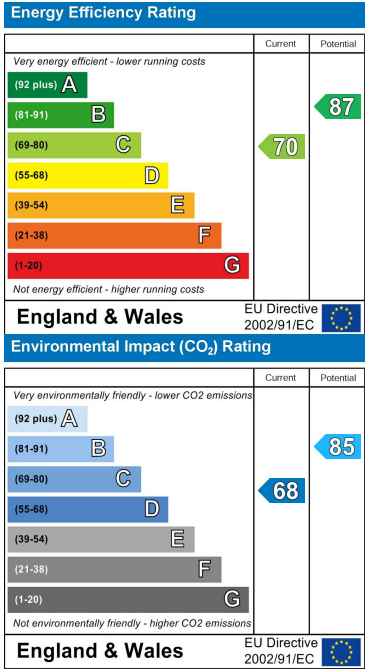 Energy Efficiency Rating
Current Potential
Very energy efficient - lower running costs
(92 plus) A
87
(81-91) B
(69-80) C
70
(55-68) D
(39-54) E
(21-38) F
(1-20) G
Not energy efficient - higher running costs
England & Wales
EU Directive
2002/91/EC
Environmental Impact (CO₂) Rating
Current Potential
Very environmentally friendly - lower CO2 emissions
(92 plus) A
(81-91) B
85
(69-80) C
68
(55-68) D
(39-54) E
(21-38) F
(1-20) G
Not environmentally friendly - higher CO2 emissions
England & Wales
EU Directive
2002/91/EC